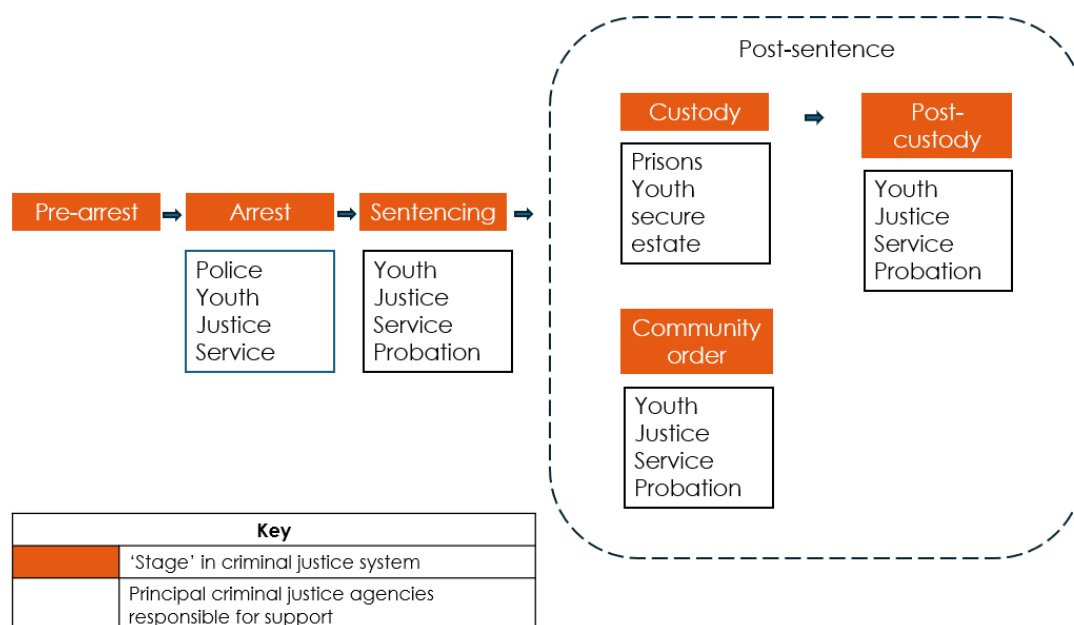 Post-sentence
Custody
Post-
custody
Prisons
Youth
secure
estate
Youth
Justice
Service
Probation
Pre-arrest
Arrest
Sentencing
Police
Youth
Justice
Service
Youth
Justice
Service
Probation
Community
order
Youth
Justice
Service
Probation
Key
‘Stage’ in criminal justice system
Principal criminal justice agencies
responsible for support